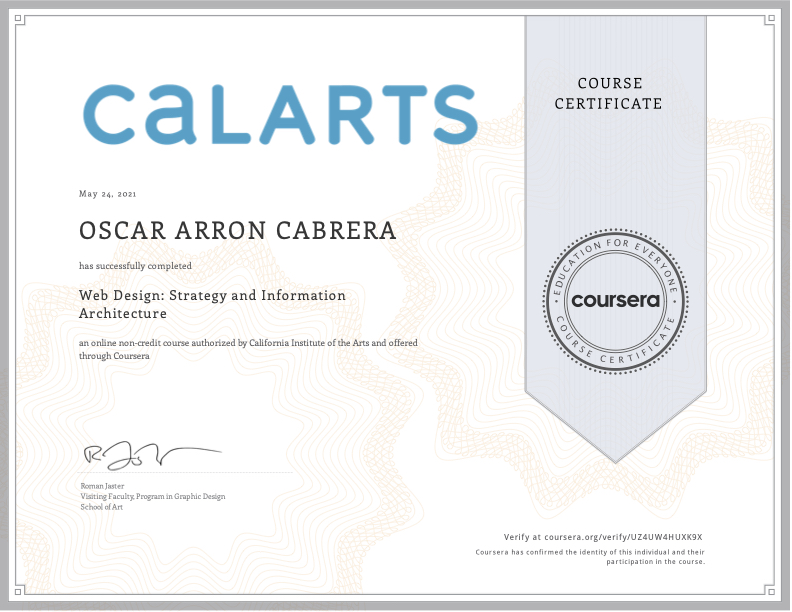 CALARTS
COURSE
CERTIFICATE
May 24, 2021
OSCAR ARRON CABRERA
has successfully completed
Web Design: Strategy and Information
Architecture
an online non-credit course authorized by California Institute of the Arts and offered
through Coursera
EDUCATION FOR EVERYONE
coursera
COURSE CERTIFICATE
Roman Jaster
Visiting Faculty, Program in Graphic Design
School of Art
Verify at coursera.org/verify/UZ4UW4HUXK9X
Coursera has confirmed the identity of this individual and their
participation in the course.